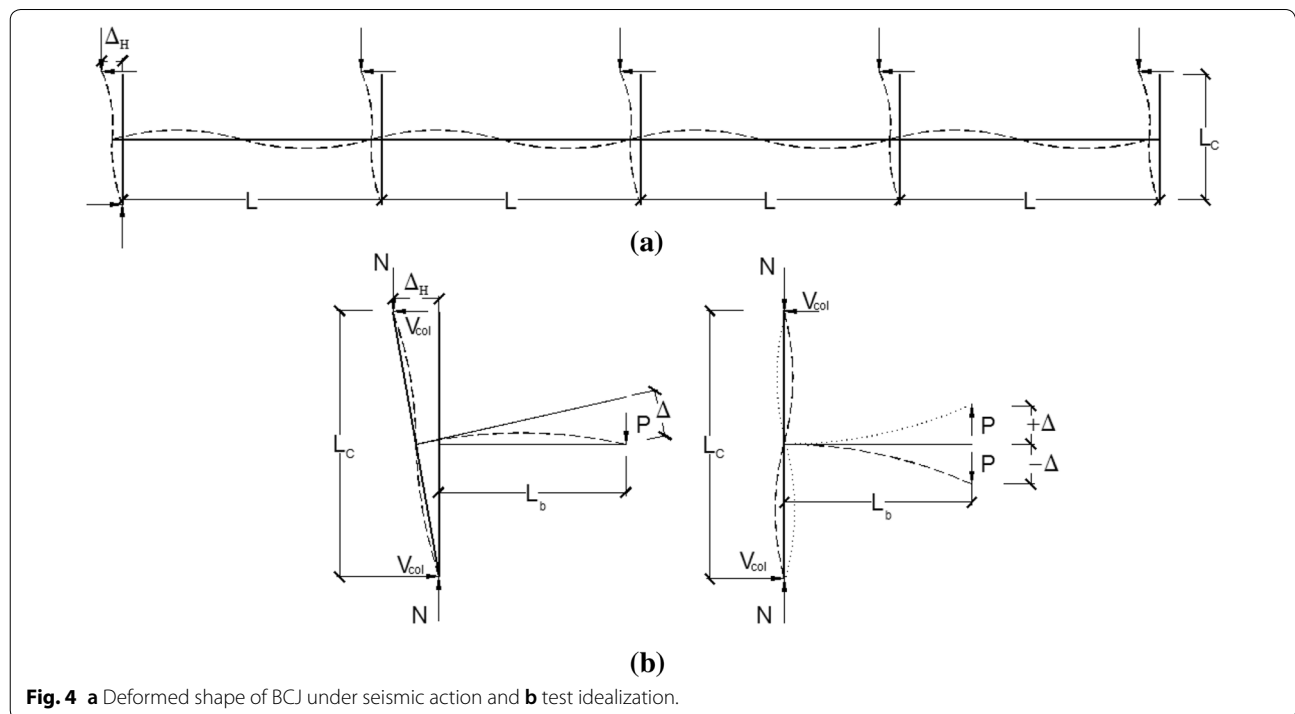 Δ_H
L_C
L L L L
(a)
N N
Δ_H
V_col V_col
L_C P Δ L_C P +Δ
P −Δ
L_b L_b
V_col V_col
N N
(b)
Fig. 4 a Deformed shape of BCJ under seismic action and b test idealization.